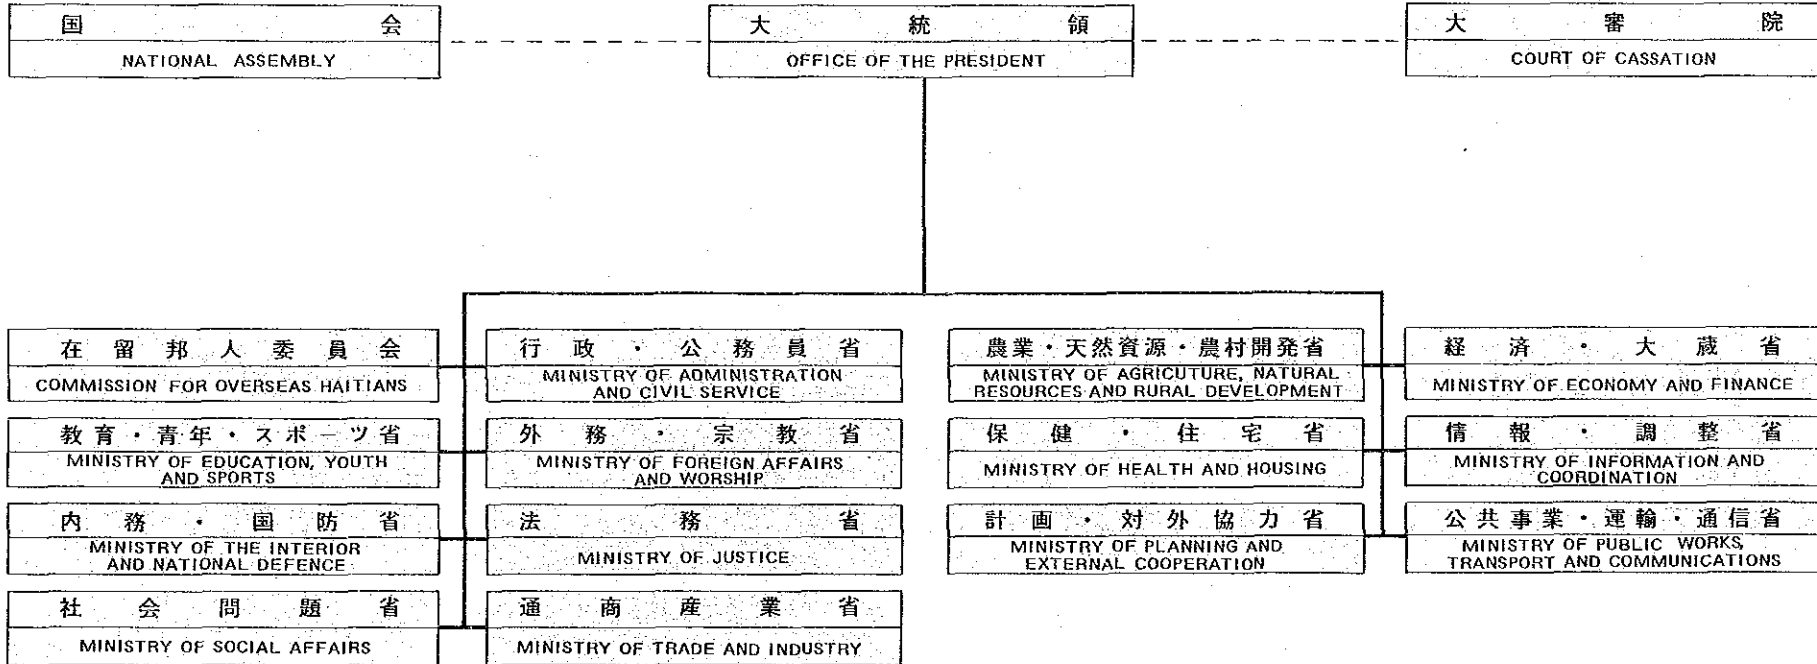 国会
NATIONAL ASSEMBLY
大統領
OFFICE OF THE PRESIDENT
大審院
COURT OF CASSATION
在留邦人委員会
COMMISSION FOR OVERSEAS HAITIANS
行政・公務員省
MINISTRY OF ADMINISTRATION
AND CIVIL SERVICE
農業・天然資源・農村開発省
MINISTRY OF AGRICUTURE, NATURAL
RESOURCES AND RURAL DEVELOPMENT
経済・大蔵省
MINISTRY OF ECONOMY AND FINANCE
教育・青年・スポーツ省
MINISTRY OF EDUCATION, YOUTH
AND SPORTS
外務・宗教省
MINISTRY OF FOREIGN AFFAIRS
AND WORSHIP
保健・住宅省
MINISTRY OF HEALTH AND HOUSING
情報・調整省
MINISTRY OF INFORMATION AND
COORDINATION
内務・国防省
MINISTRY OF THE INTERIOR
AND NATIONAL DEFENCE
法務省
MINISTRY OF JUSTICE
計画・対外協力省
MINISTRY OF PLANNING AND
EXTERNAL COOPERATION
公共事業・運輸・通信省
MINISTRY OF PUBLIC WORKS,
TRANSPORT AND COMMUNICATIONS
社会問題省
MINISTRY OF SOCIAL AFFAIRS
通商産業省
MINISTRY OF TRADE AND INDUSTRY